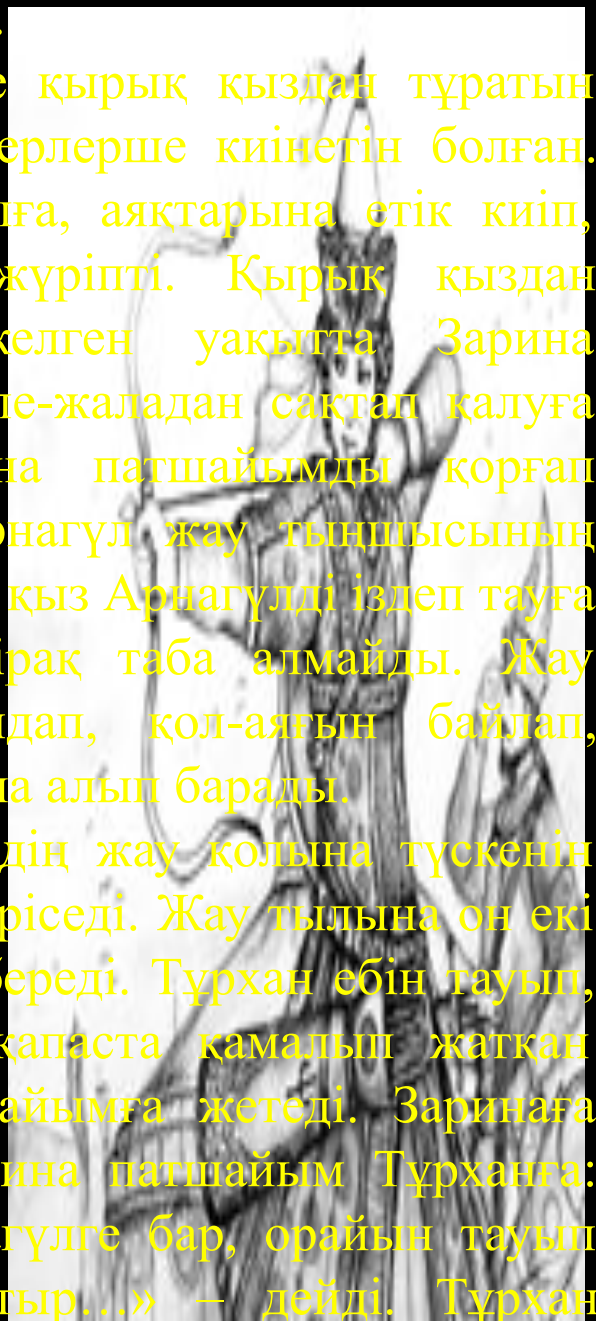 қырық қыздан тұратын
ерлерше киінетін болған.
ға, аяқтарына етік киіп,
жүріпті. Қырық қыздан
келген уақытта Зарина
ле-жаладан сақтап қалуға
на патшайымды қорғап
рнагүл жау тыңшысының
қыз Арнагүлді іздеп тауға
ірақ таба алмайды. Жау
дап, қол-аяғын байлап,
на алып барады.
дің жау қолына түскенін
ріседі. Жау тылына он екі
береді. Тұрхан ебін тауып,
қапаста қамалып жатқан
айымға жетеді. Заринаға
ина патшайым Тұрханға:
гүлге бар, орайын тауып
тыр…» – дейді. Тұрхан